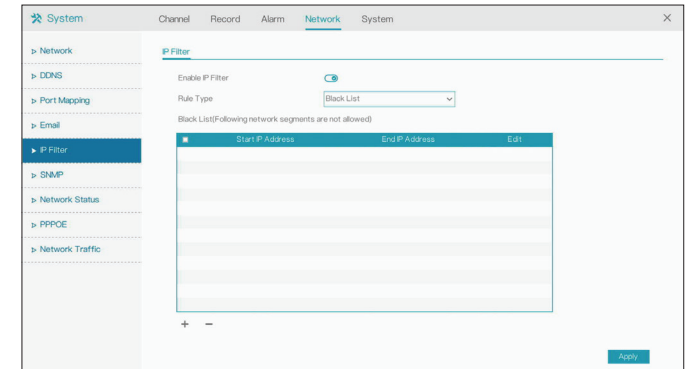 System
Channel Record Alarm Network System
Network
DDNS
Port Mapping
Email
IP Filter
SNMP
Network Status
PPPOE
Network Traffic
IP Filter
Enable IP Filter
Rule Type Black List
Black List(Following network segments are not allowed)
Start IP Address End IP Address Edit
Apply